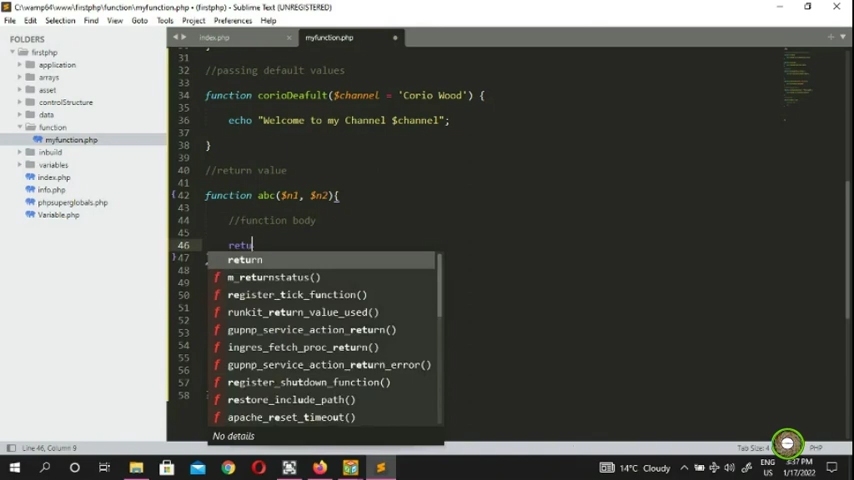 C:\wamp64\www\firstphp\function\myfunction.php • (firstphp) - Sublime Text (UNREGISTERED)
File Edit Selection Find View Goto Tools Project Preferences Help
FOLDERS
firstphp
application
arrays
asset
controlStructure
data
function
myfunction.php
inbuild
variables
index.php
info.php
phpsuperglobals.php
Variable.php
index.php
myfunction.php
31
32 //passing default values
33
34 function corioDeafult($channel = 'Corio Wood') {
35
36 echo "Welcome to my Channel $channel";
37
38 }
39
40 //return value
41
42 function abc($n1, $n2){
43
44 //function body
45
46 retu
47
48
49
50
51
52
53
54
55
56
57
58
return
m_returnstatus()
register_tick_function()
runkit_return_value_used()
gupnp_service_action_return()
ingres_fetch_proc_return()
gupnp_service_action_return_error()
register_shutdown_function()
restore_include_path()
apache_reset_timeout()
No details
Line 46, Column 9
Tab Size: 4
PHP
14°C Cloudy
ENG
US
3:37 PM
1/17/2022